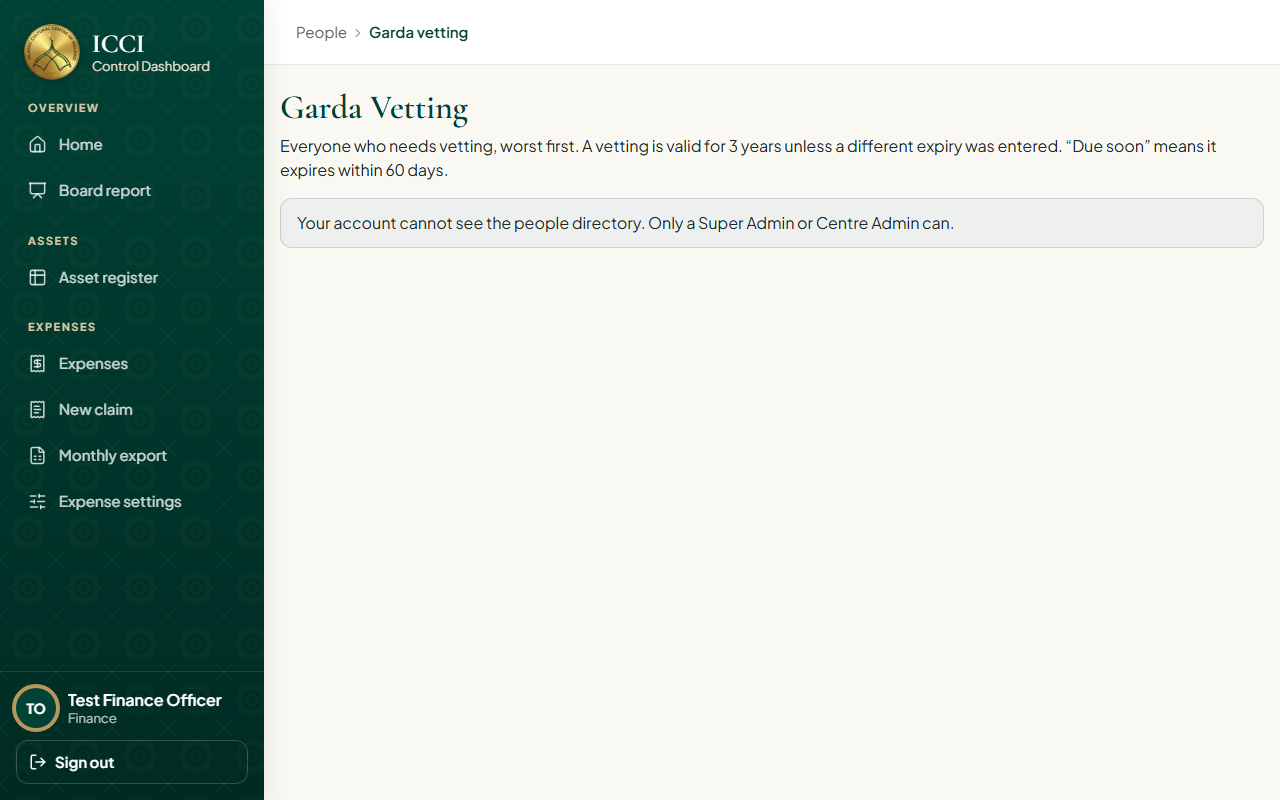 ICCI
Control Dashboard
OVERVIEW
Home
Board report
ASSETS
Asset register
EXPENSES
Expenses
New claim
Monthly export
Expense settings
TO
Test Finance Officer
Finance
Sign out
People › Garda vetting
Garda Vetting
Everyone who needs vetting, worst first. A vetting is valid for 3 years unless a different expiry was entered. “Due soon” means it
expires within 60 days.
Your account cannot see the people directory. Only a Super Admin or Centre Admin can.